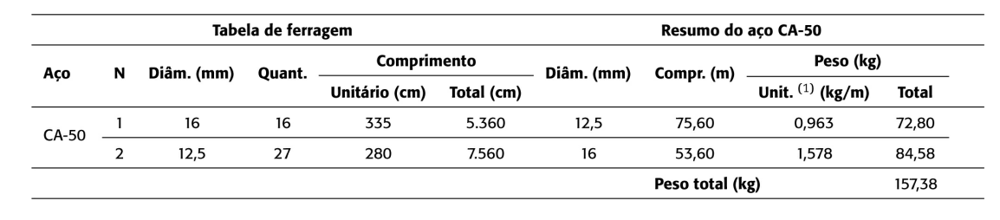 Tabela de ferragem Resumo do aço CA-50
Aço N Diâm. (mm) Quant. Comprimento Diâm. (mm) Compr. (m) Peso (kg)
Unitário (cm) Total (cm) Unit. (1) (kg/m) Total
CA-50 1 16 16 335 5.360 12,5 75,60 0,963 72,80
2 12,5 27 280 7.560 16 53,60 1,578 84,58
Peso total (kg) 157,38